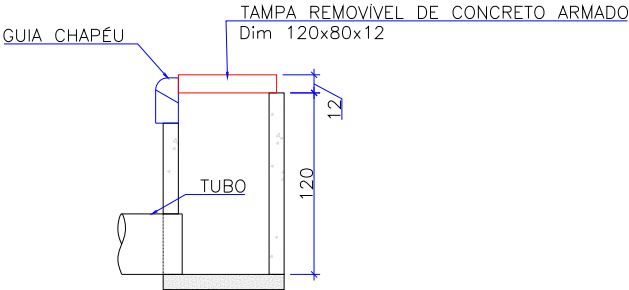 TAMPA REMOVÍVEL DE CONCRETO ARMADO
Dim 120x80x12
GUIA CHAPÉU
12
120
TUBO